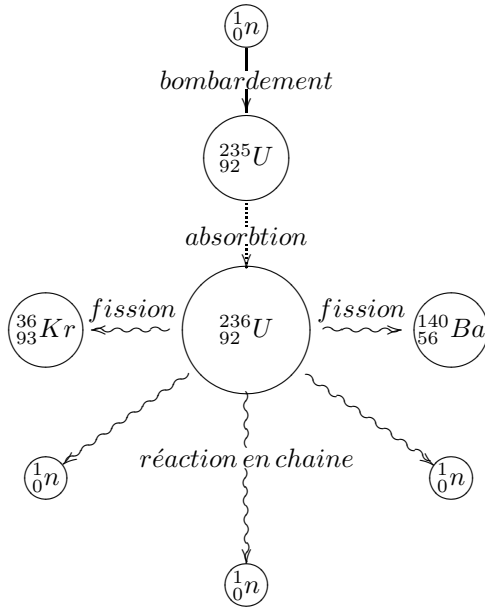 ¹₀n
bombardement
²³⁵₉₂U
absorbtion
fission fission
³⁶₉₃Kr ²³⁶₉₂U ¹⁴⁰₅₆Ba
réaction en chaine
¹₀n ¹₀n
¹₀n